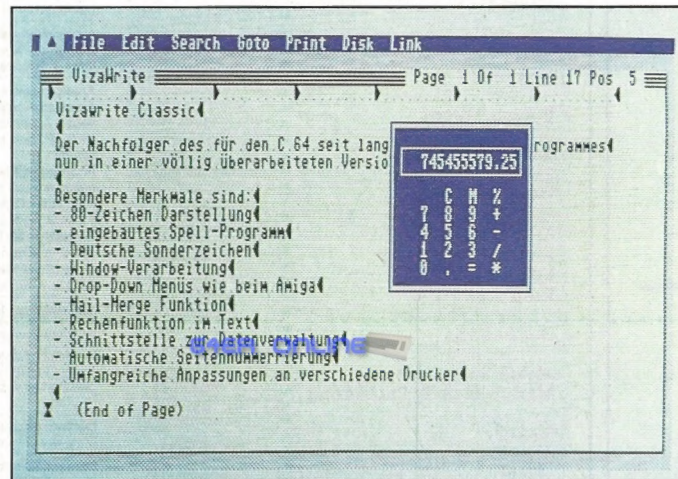 ▲ File Edit Search Goto Print Disk Link
VizaWrite Page 1 Of 1 Line 17 Pos 5
Vizawrite Classic
Der Nachfolger des für den C 64 seit lang rogrammes
nun in einer völlig überarbeiteten Versio
Besondere Merkmale sind:
- 80-Zeichen Darstellung
- eingebautes Spell-Programm
- Deutsche Sonderzeichen
- Window-Verarbeitung
- Drop-Down Menüs wie beim Amiga
- Mail-Merge Funktion
- Rechenfunktion im Text
- Schnittstelle zur Datenverwaltung
- Automatische Seitennummerrierung
- Umfangreiche Anpassungen an verschiedene Drucker
(End of Page)
745455579.25
C M %
7 8 9 +
4 5 6 -
1 2 3 /
0 . = *
64er online